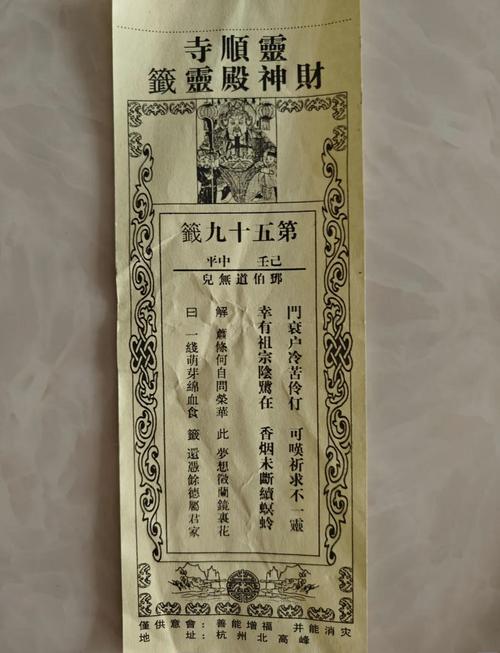 靈順寺
財神殿靈籤
第五十九籤
己壬 中平
鄧伯道無兒
門衰户冷苦伶仃 可嘆祈求不一靈
幸有祖宗陰騭在 香烟未斷續螟蛉
解 蕭條何自問榮華 此 夢想徵蘭鏡裏花
曰 一綫萌芽綿血食 籤 還憑餘德屬君家
僅供意會：善能增福 并能消灾
地址：杭州北高峰